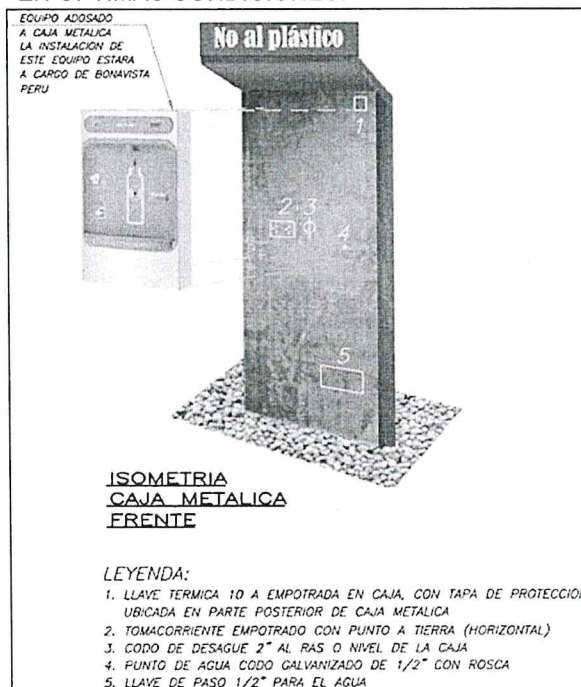 EQUIPO ADOSADO
A CAJA METALICA
LA INSTALACION DE
ESTE EQUIPO ESTARA
A CARGO DE BONAVISTA
PERU
No al plástico
1
2 3
4
5
ISOMETRIA
CAJA METALICA
FRENTE
LEYENDA:
1. LLAVE TERMICA 10 A EMPOTRADA EN CAJA, CON TAPA DE PROTECCION
UBICADA EN PARTE POSTERIOR DE CAJA METALICA
2. TOMACORRIENTE EMPOTRADO CON PUNTO A TIERRA (HORIZONTAL)
3. CODO DE DESAGUE 2" AL RAS O NIVEL DE LA CAJA
4. PUNTO DE AGUA CODO GALVANIZADO DE 1/2" CON ROSCA
5. LLAVE DE PASO 1/2" PARA EL AGUA